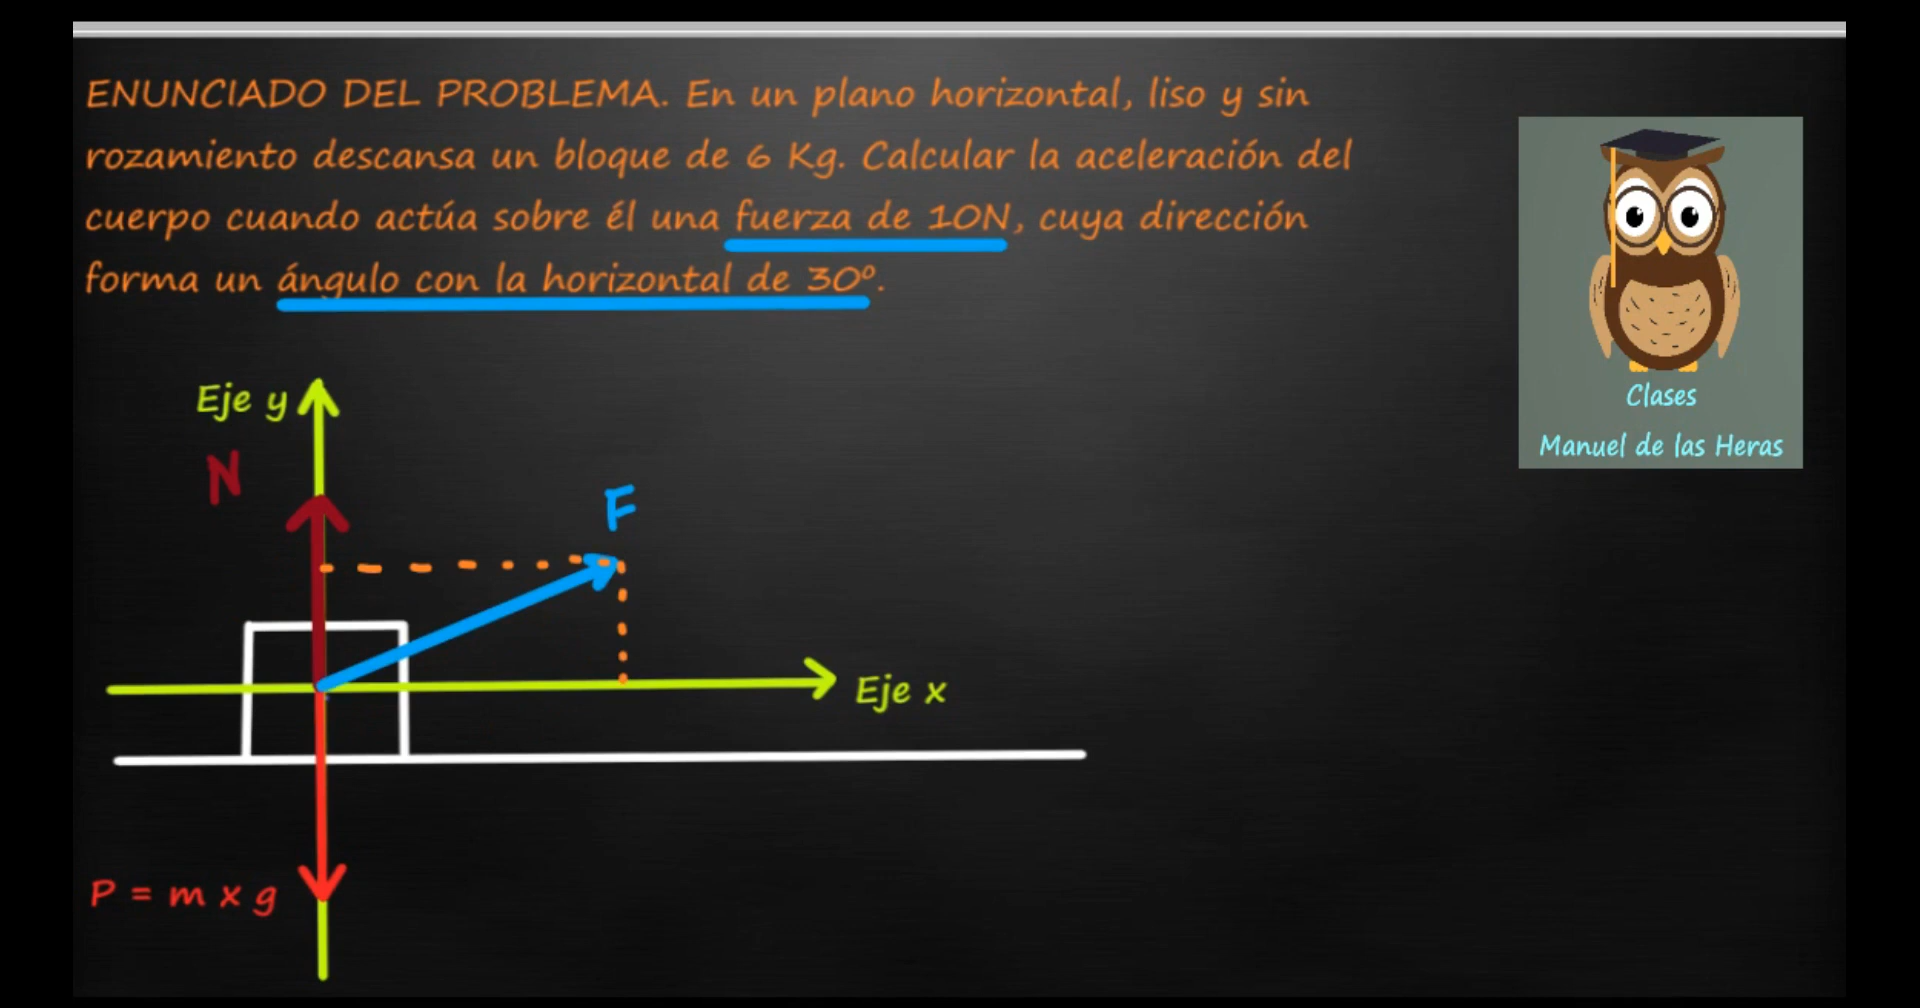 ENUNCIADO DEL PROBLEMA. En un plano horizontal, liso y sin
rozamiento descansa un bloque de 6 Kg. Calcular la aceleración del
cuerpo cuando actúa sobre él una fuerza de 10N, cuya dirección
forma un ángulo con la horizontal de 30º.
Clases
Manuel de las Heras
Eje y
N
F
Eje x
P = m x g